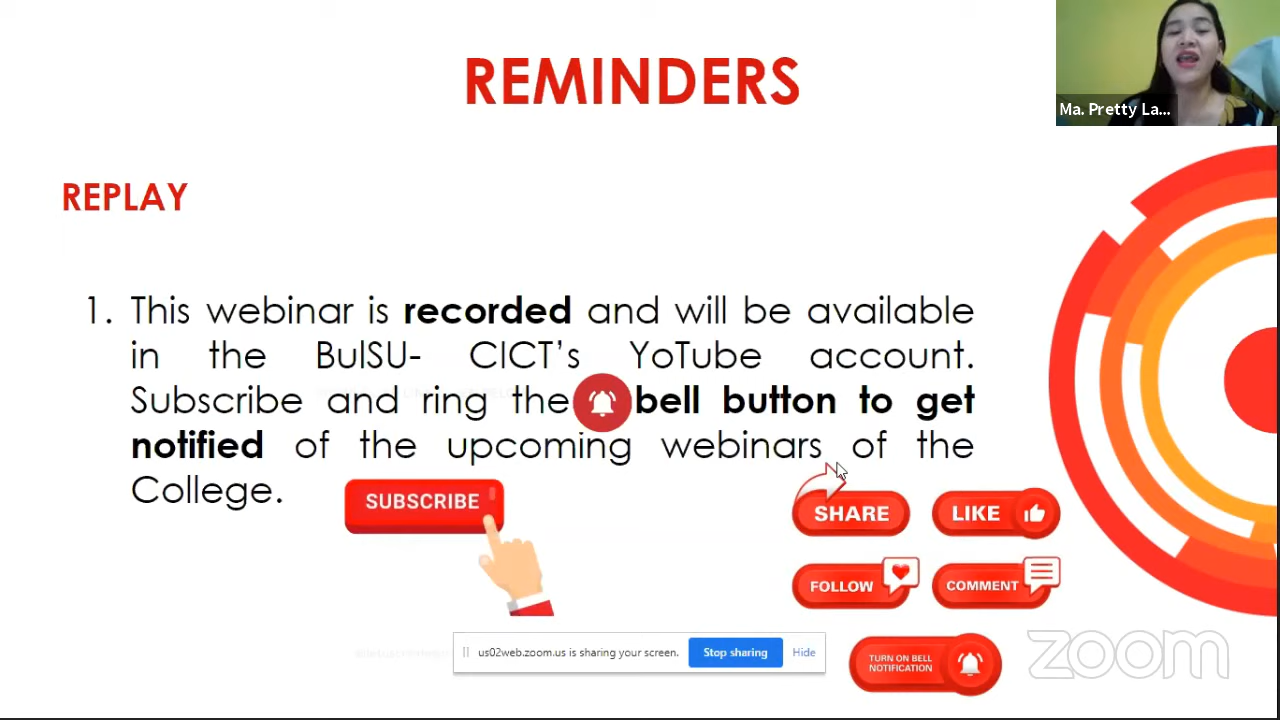 REMINDERS
Ma. Pretty La...
REPLAY
1. This webinar is recorded and will be available
in the BulSU- CICT's YoTube account.
Subscribe and ring the bell button to get
notified of the upcoming webinars of the
College.
SUBSCRIBE
SHARE
LIKE
FOLLOW
COMMENT
us02web.zoom.us is sharing your screen.
Stop sharing
Hide
TURN ON BELL
NOTIFICATION
zoom